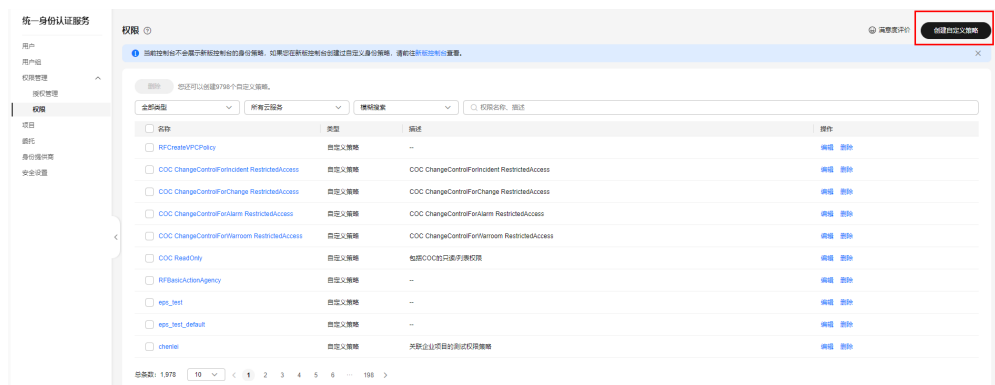 统一身份认证服务
用户
用户组
权限管理
授权管理
权限
项目
委托
身份提供商
安全设置
权限
满意度评价
创建自定义策略
当前控制台不会展示新版控制台的身份策略，如果您在新版控制台创建过自定义身份策略，请前往新版控制台查看。
删除 您还可以创建9798个自定义策略。
全部类型 所有云服务 模糊搜索 权限名称、描述
名称 类型 描述 操作
RFCreateVPCPolicy 自定义策略 -- 编辑 删除
COC ChangeControlForIncident RestrictedAccess 自定义策略 COC ChangeControlForIncident RestrictedAccess 编辑 删除
COC ChangeControlForChange RestrictedAccess 自定义策略 COC ChangeControlForChange RestrictedAccess 编辑 删除
COC ChangeControlForAlarm RestrictedAccess 自定义策略 COC ChangeControlForAlarm RestrictedAccess 编辑 删除
COC ChangeControlForWarroom RestrictedAccess 自定义策略 COC ChangeControlForWarroom RestrictedAccess 编辑 删除
COC ReadOnly 自定义策略 包括COC的只读/列表权限 编辑 删除
RFBasicActionAgency 自定义策略 -- 编辑 删除
eps_test 自定义策略 -- 编辑 删除
eps_test_default 自定义策略 -- 编辑 删除
chenlei 自定义策略 关联企业项目的测试权限策略 编辑 删除
总条数: 1,978 10 < 1 2 3 4 5 6 ... 198 >